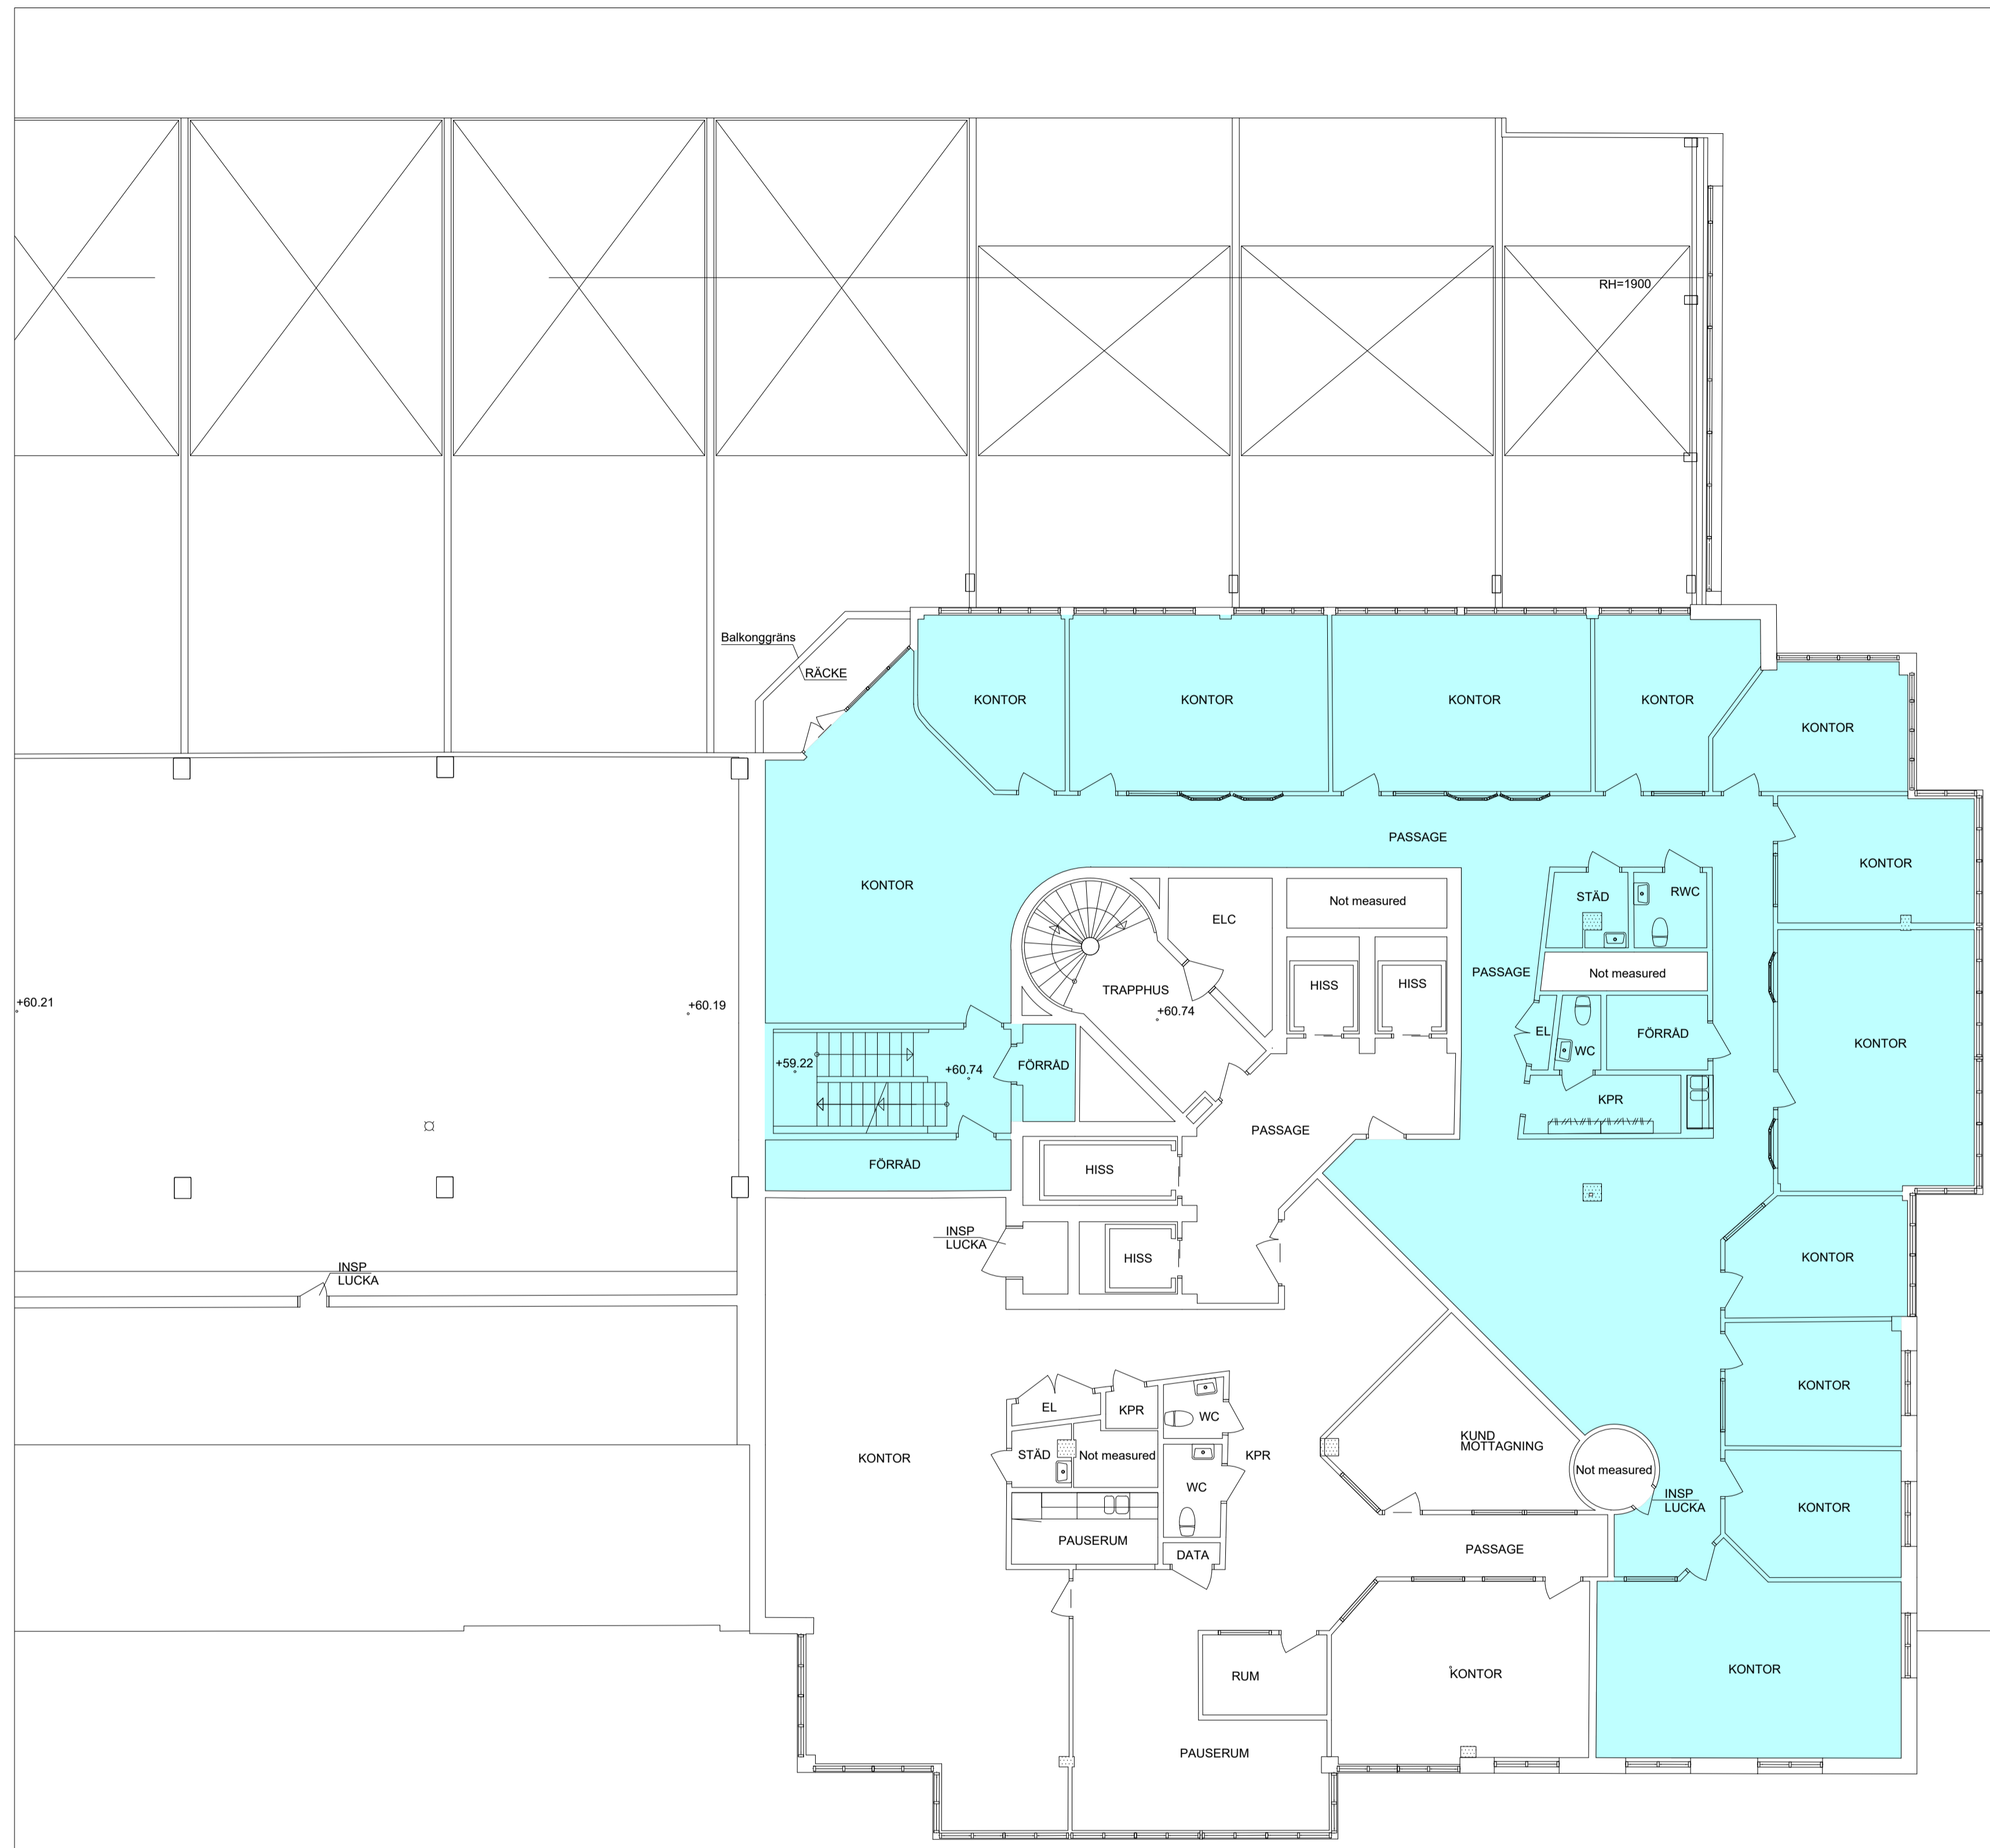 RH=1900
Balkonggräns
RÄCKE
KONTOR
KONTOR
KONTOR
KONTOR
KONTOR
PASSAGE
KONTOR
KONTOR
STÄD
RWC
Not measured
ELC
PASSAGE
Not measured
HISS
HISS
TRAPPHUS
+60.74
+60.21
+60.19
EL
WC
FÖRRÅD
KONTOR
+59.22
+60.74
FÖRRÅD
KPR
PASSAGE
FÖRRÅD
HISS
INSP
LUCKA
HISS
KONTOR
INSP
LUCKA
KONTOR
EL
KPR
WC
KUND
MOTTAGNING
KONTOR
STÄD
Not measured
KPR
Not measured
WC
INSP
LUCKA
KONTOR
PAUSERUM
DATA
PASSAGE
RUM
KONTOR
KONTOR
PAUSERUM